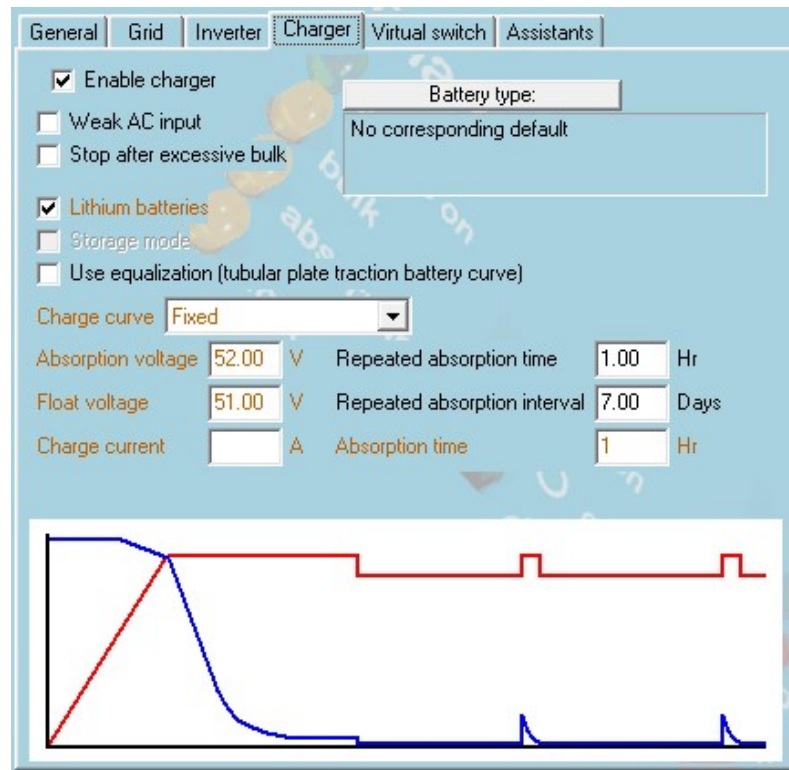 General Grid Inverter Charger Virtual switch Assistants
Enable charger
Battery type:
Weak AC input
No corresponding default
Stop after excessive bulk
Lithium batteries
Storage mode
Use equalization (tubular plate traction battery curve)
Charge curve Fixed
Absorption voltage 52.00 V Repeated absorption time 1.00 Hr
Float voltage 51.00 V Repeated absorption interval 7.00 Days
Charge current A Absorption time 1 Hr
bulk
abs
on